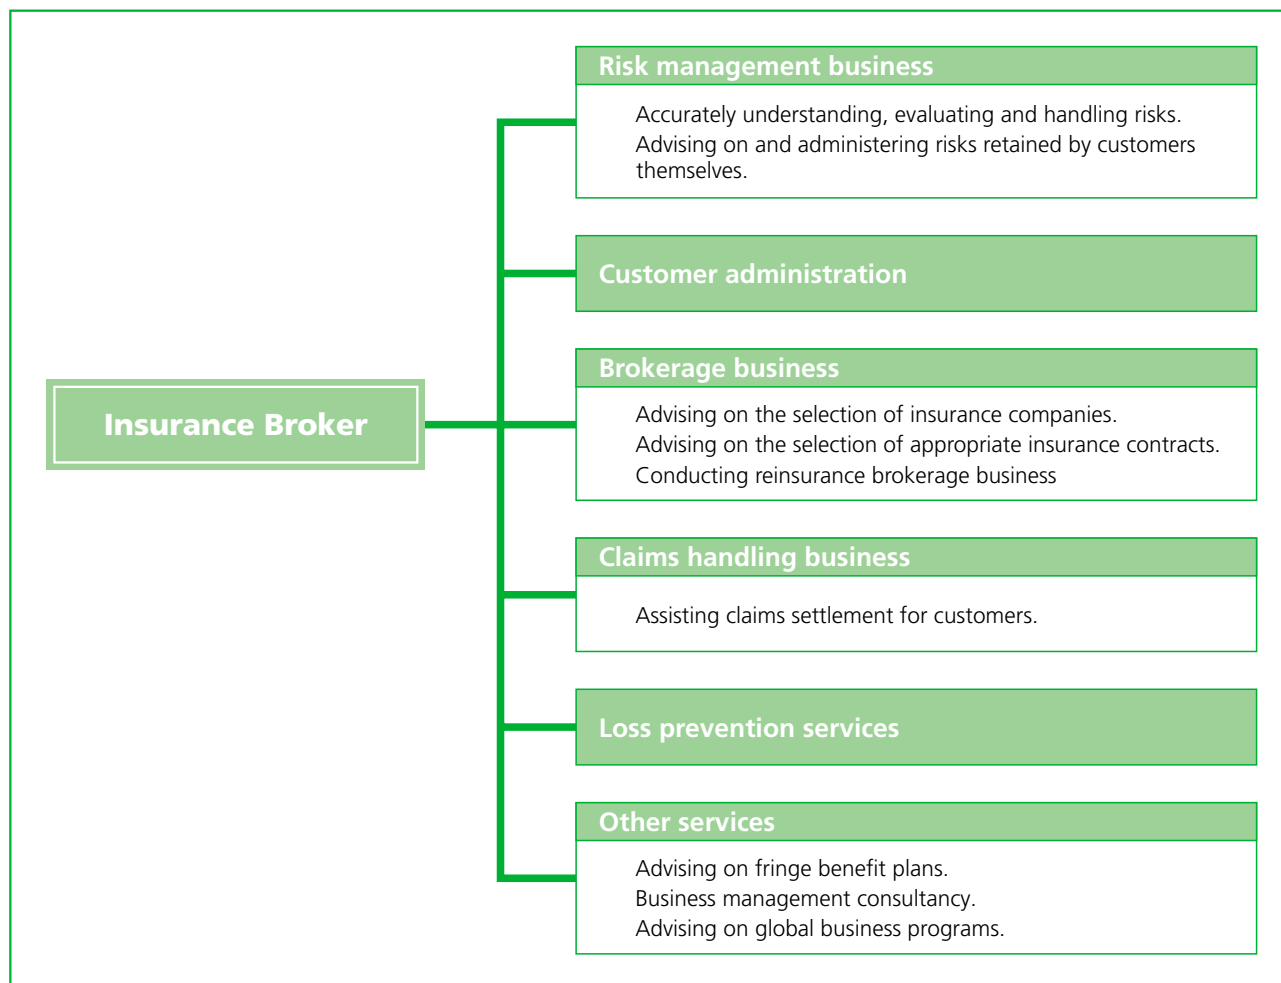 Risk management business
Accurately understanding, evaluating and handling risks.
Advising on and administering risks retained by customers
themselves.
Customer administration
Insurance Broker
Brokerage business
Advising on the selection of insurance companies.
Advising on the selection of appropriate insurance contracts.
Conducting reinsurance brokerage business
Claims handling business
Assisting claims settlement for customers.
Loss prevention services
Other services
Advising on fringe benefit plans.
Business management consultancy.
Advising on global business programs.